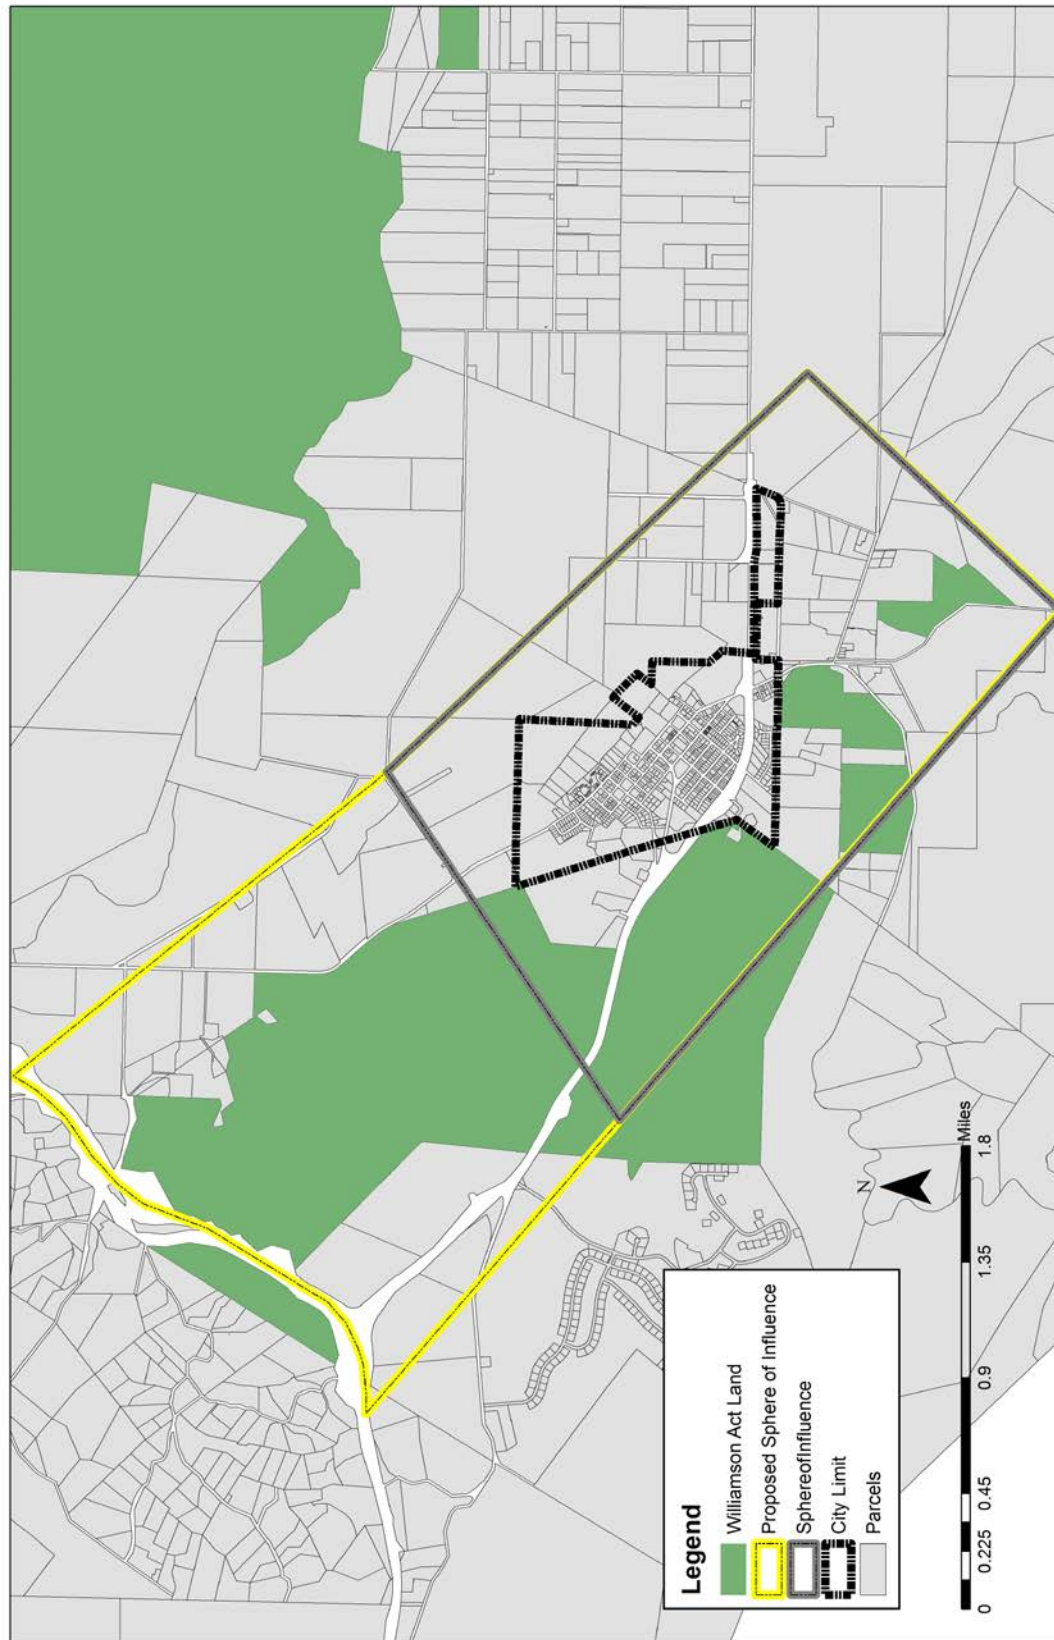 Legend
Williamson Act Land
Proposed Sphere of Influence
SphereofInfluence
City Limit
Parcels
N
Miles
0 0.225 0.45 0.9 1.35 1.8